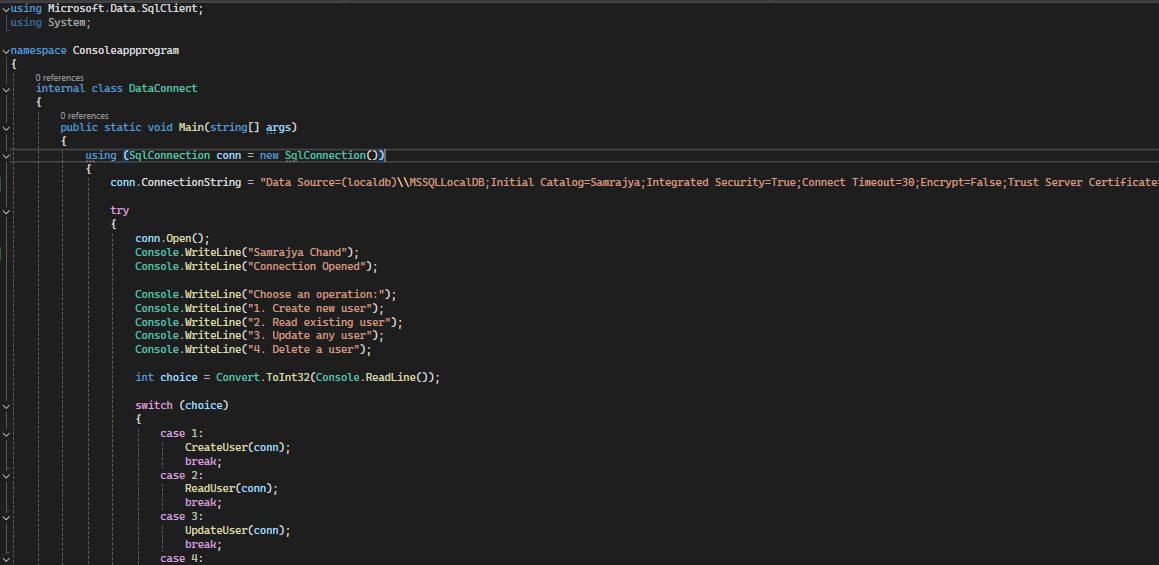 using Microsoft.Data.SqlClient;
using System;
namespace Consoleappprogram
{
0 references
internal class DataConnect
{
0 references
public static void Main(string[] args)
{
using (SqlConnection conn = new SqlConnection())
{
conn.ConnectionString = "Data Source=(localdb)\\MSSQLLocalDB;Initial Catalog=Samrajya;Integrated Security=True;Connect Timeout=30;Encrypt=False;Trust Server Certificate=
try
{
conn.Open();
Console.WriteLine("Samrajya Chand");
Console.WriteLine("Connection Opened");
Console.WriteLine("Choose an operation:");
Console.WriteLine("1. Create new user");
Console.WriteLine("2. Read existing user");
Console.WriteLine("3. Update any user");
Console.WriteLine("4. Delete a user");
int choice = Convert.ToInt32(Console.ReadLine());
switch (choice)
{
case 1:
CreateUser(conn);
break;
case 2:
ReadUser(conn);
break;
case 3:
UpdateUser(conn);
break;
case 4: